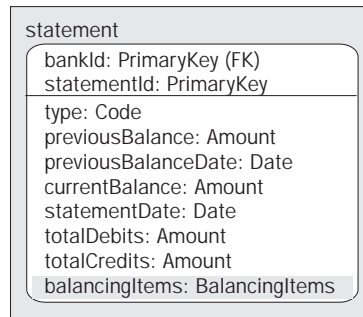 statement
bankId: PrimaryKey (FK)
statementId: PrimaryKey
type: Code
previousBalance: Amount
previousBalanceDate: Date
currentBalance: Amount
statementDate: Date
totalDebits: Amount
totalCredits: Amount
balancingItems: BalancingItems